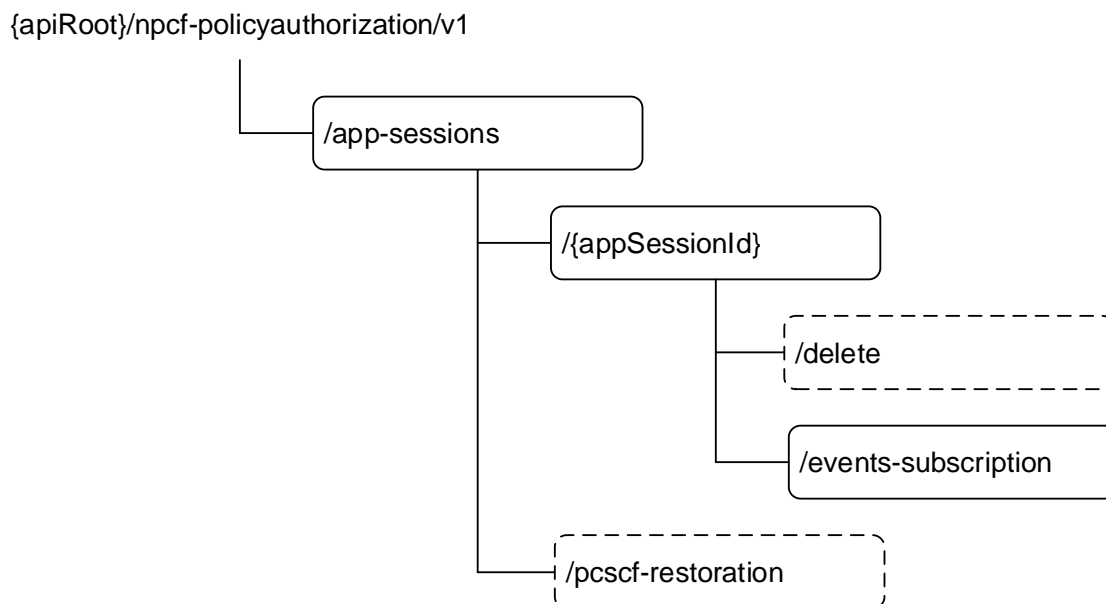 {apiRoot}/npcf-policyauthorization/v1
/app-sessions
/{appSessionId}
/delete
/events-subscription
/pcscf-restoration